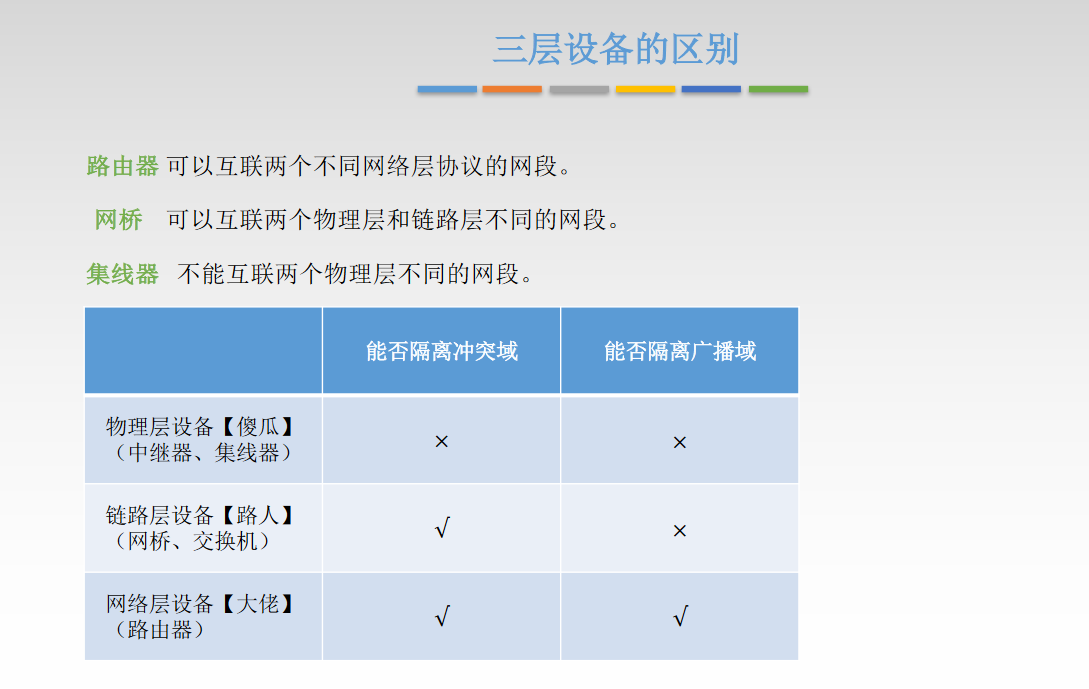 三层设备的区别
路由器 可以互联两个不同网络层协议的网段。
网桥 可以互联两个物理层和链路层不同的网段。
集线器 不能互联两个物理层不同的网段。
能否隔离冲突域 能否隔离广播域
物理层设备【傻瓜】
（中继器、集线器） × ×
链路层设备【路人】
（网桥、交换机） √ ×
网络层设备【大佬】
（路由器） √ √